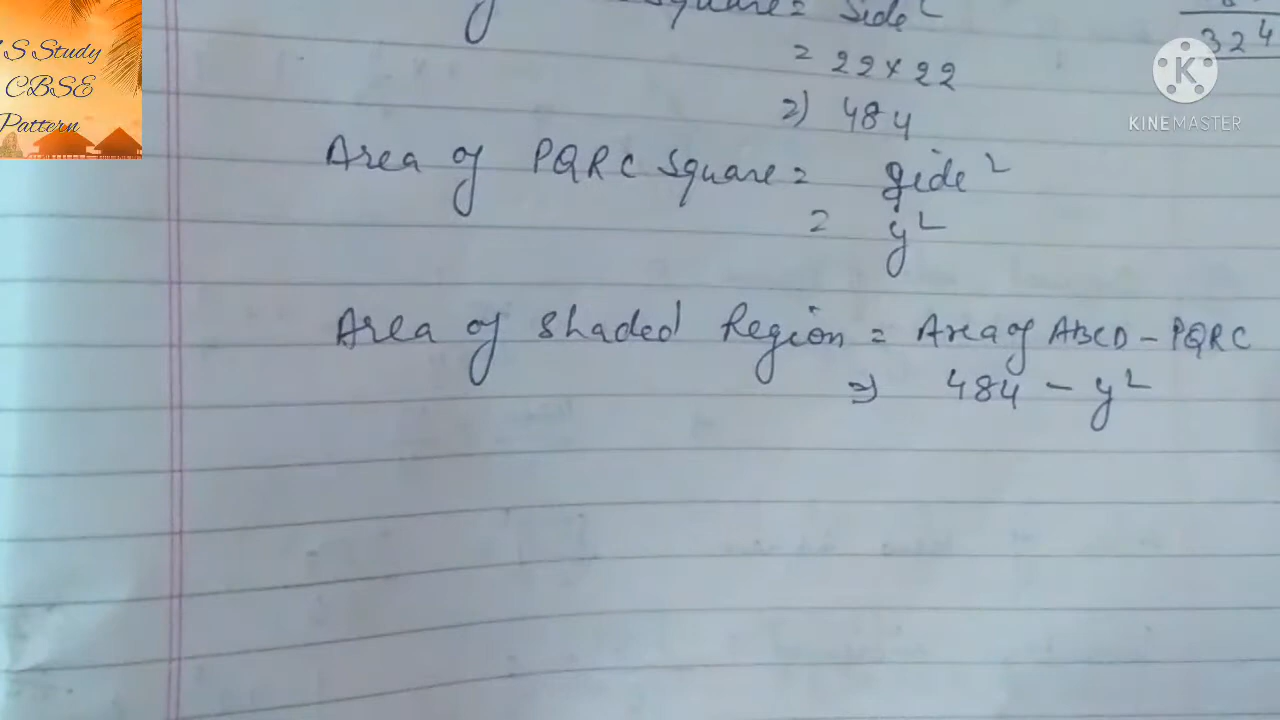 Square = Side²
= 22 × 22
⇒) 484
324
Area of PQRC Square = Side²
= y²
Area of Shaded Region = Area of ABCD - PQRC
⇒ 484 - y²
S Study
CBSE
Pattern
K
KINEMASTER